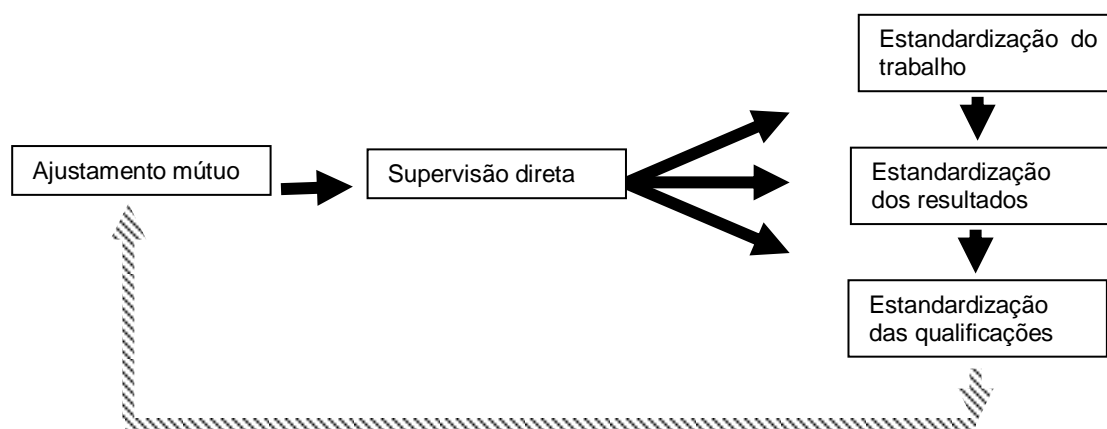 Estandardização do
trabalho
Ajustamento mútuo
Supervisão direta
Estandardização
dos resultados
Estandardização
das qualificações